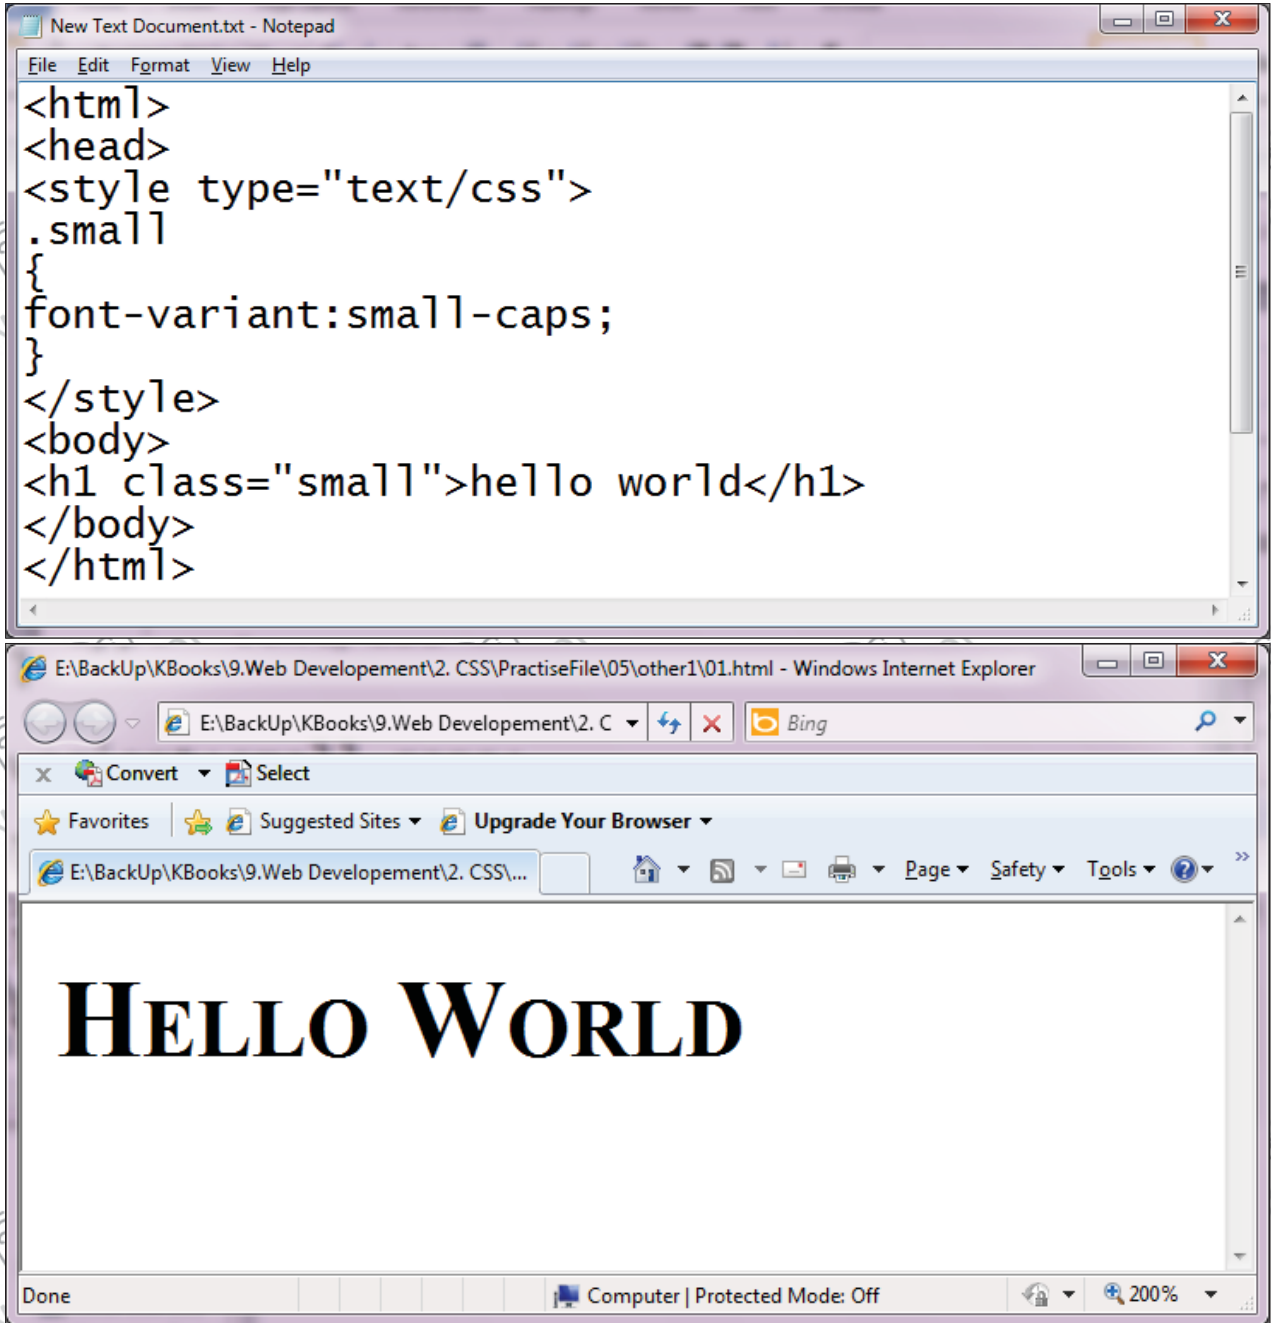 New Text Document.txt - Notepad
File Edit Format View Help
<html>
<head>
<style type="text/css">
.small
{
font-variant:small-caps;
}
</style>
<body>
<h1 class="small">hello world</h1>
</body>
</html>
E:\BackUp\KBooks\9.Web Developement\2. CSS\PractiseFile\05\other1\01.html - Windows Internet Explorer
E:\BackUp\KBooks\9.Web Developement\2. C Bing
x Convert Select
Favorites Suggested Sites Upgrade Your Browser
E:\BackUp\KBooks\9.Web Developement\2. CSS\... Page Safety Tools »
Hello World
Done Computer | Protected Mode: Off 200%